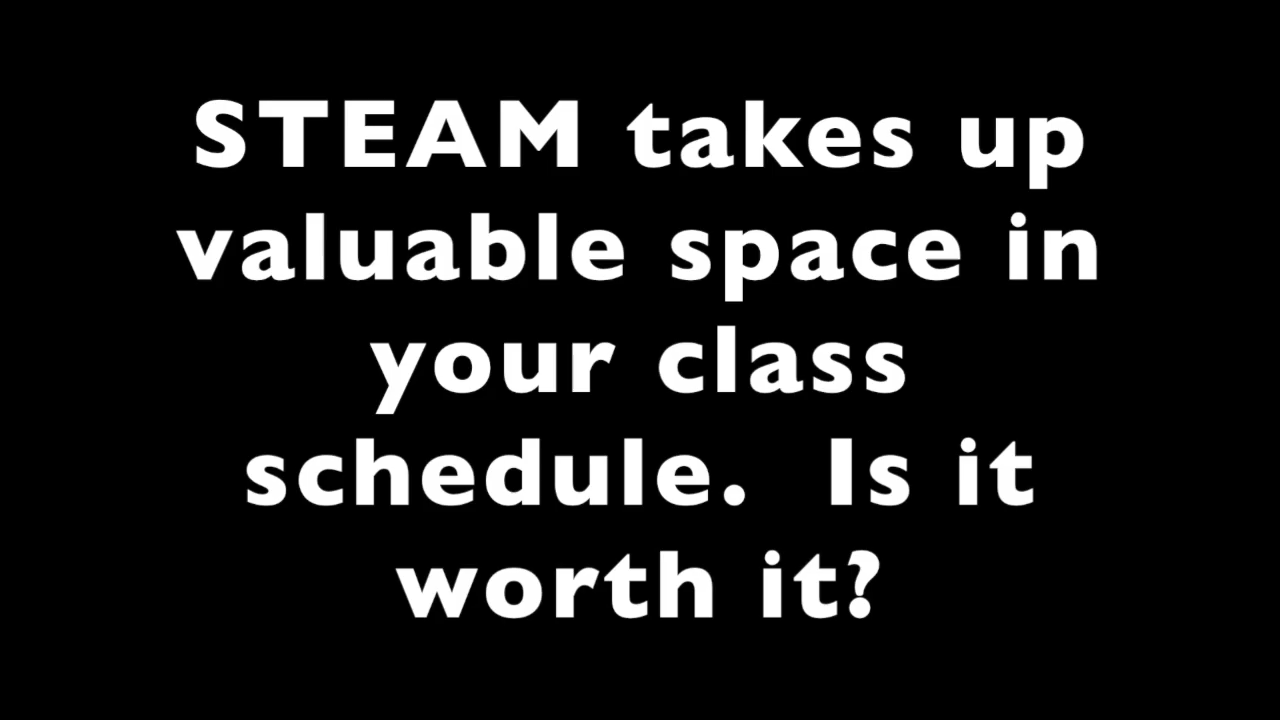 STEAM takes up
valuable space in
your class
schedule.  Is it
worth it?